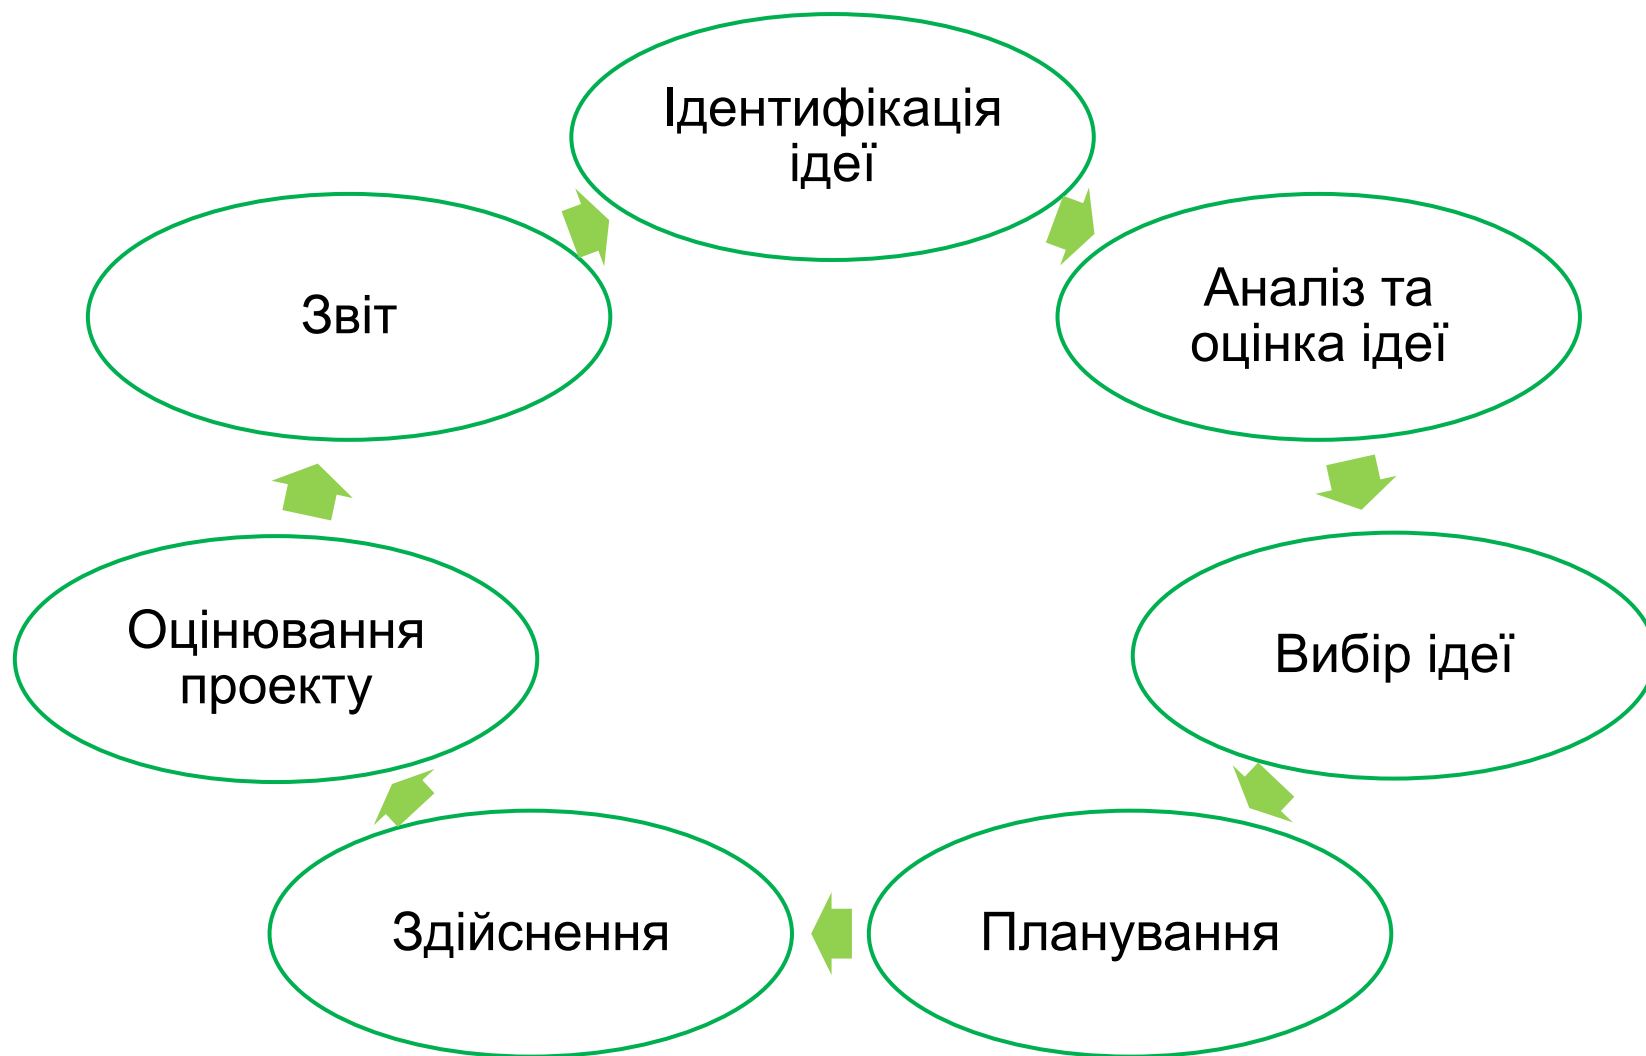 Ідентифікація
ідеї
Аналіз та
оцінка ідеї
Вибір ідеї
Планування
Здійснення
Оцінювання
проекту
Звіт